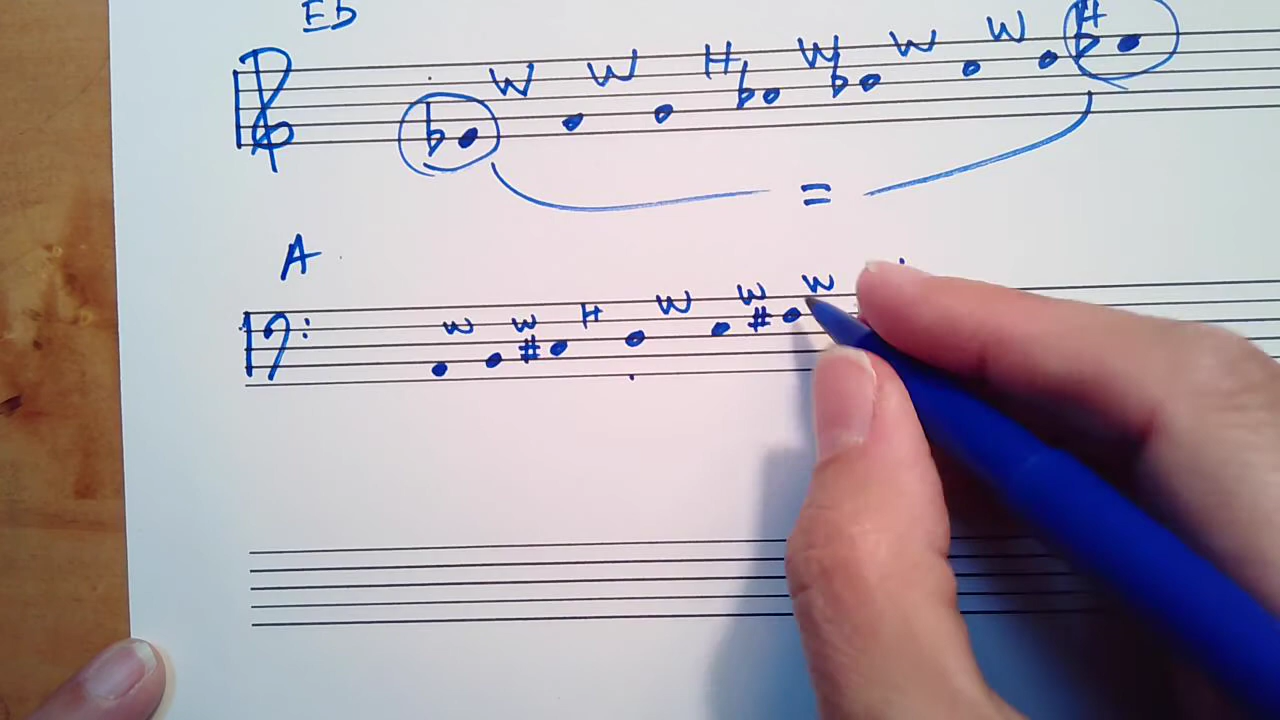 Eb
W W H W W W H
♭ ♭ ♭ ♭
=
A
W W H W W W
# #